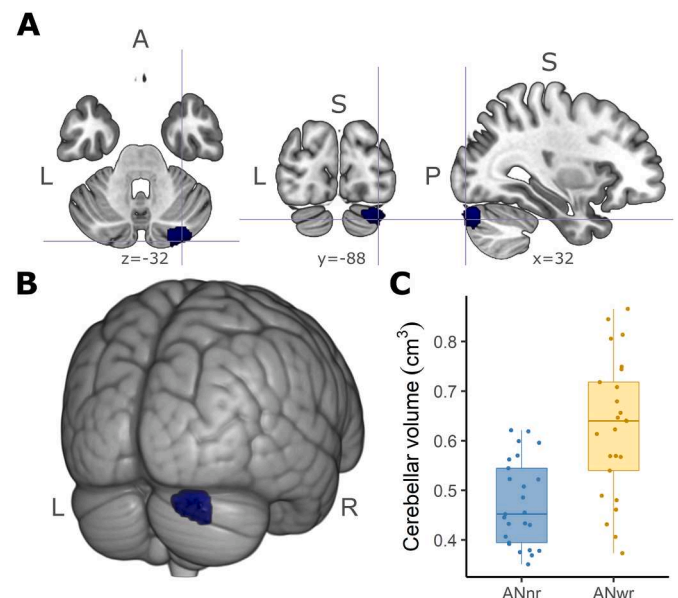 A
A
L
z=-32
S
L
y=-88
S
P
x=32
B
L
R
C
Cerebellar volume (cm³)
0.8
0.7
0.6
0.5
0.4
ANnr
ANwr